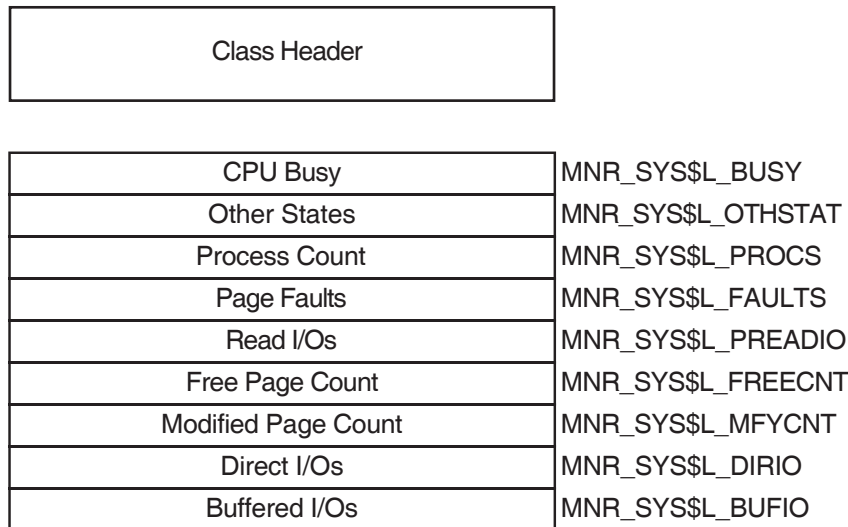 Class Header
CPU Busy MNR_SYS$L_BUSY
Other States MNR_SYS$L_OTHSTAT
Process Count MNR_SYS$L_PROCS
Page Faults MNR_SYS$L_FAULTS
Read I/Os MNR_SYS$L_PREADIO
Free Page Count MNR_SYS$L_FREECNT
Modified Page Count MNR_SYS$L_MFYCNT
Direct I/Os MNR_SYS$L_DIRIO
Buffered I/Os MNR_SYS$L_BUFIO